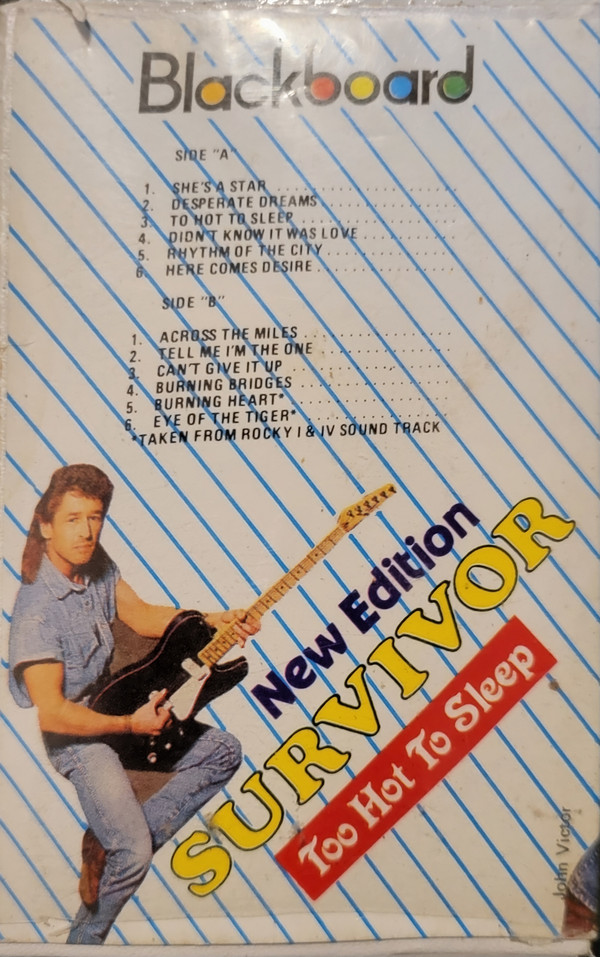 Blackboard
SIDE "A"
1. SHE'S A STAR
2. DESPERATE DREAMS
3. TO HOT TO SLEEP
4. DIDN'T KNOW IT WAS LOVE
5. RHYTHM OF THE CITY
6. HERE COMES DESIRE
SIDE "B"
1. ACROSS THE MILES
2. TELL ME I'M THE ONE
3. CAN'T GIVE IT UP
4. BURNING BRIDGES
5. BURNING HEART*
6. EYE OF THE TIGER*
*TAKEN FROM ROCKY I & IV SOUND TRACK
New Edition
SURVIVOR
Too Hot To Sleep
John Victor